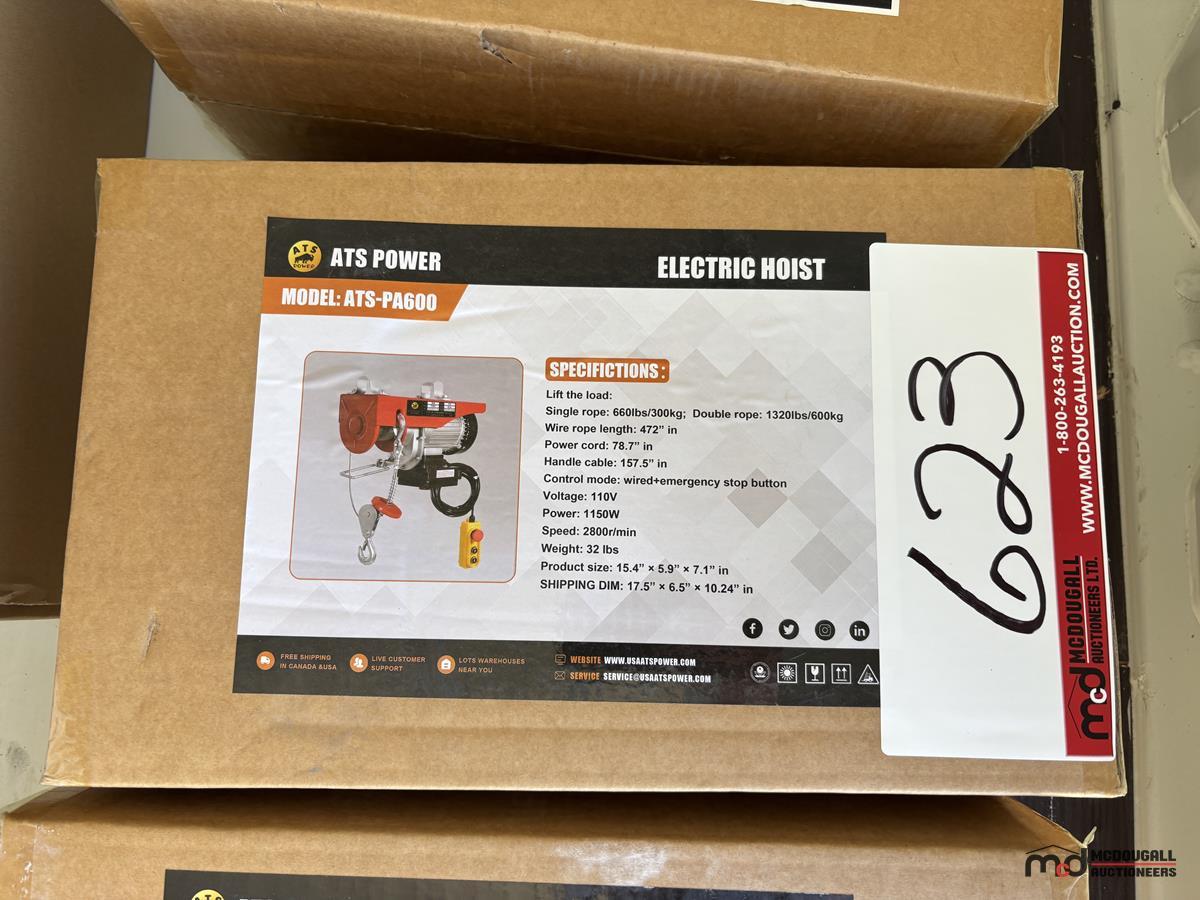 ATS POWER
ATS POWER
ELECTRIC HOIST
MODEL: ATS-PA600
SPECIFICTIONS :
Lift the load:
Single rope: 660lbs/300kg; Double rope: 1320lbs/600kg
Wire rope length: 472" in
Power cord: 78.7" in
Handle cable: 157.5" in
Control mode: wired+emergency stop button
Voltage: 110V
Power: 1150W
Speed: 2800r/min
Weight: 32 lbs
Product size: 15.4" × 5.9" × 7.1" in
SHIPPING DIM: 17.5" × 6.5" × 10.24" in
FREE SHIPPING
IN CANADA &USA
LIVE CUSTOMER
SUPPORT
LOTS WAREHOUSES
NEAR YOU
WEBSITE WWW.USAATSPOWER.COM
SERVICE SERVICE@USAATSPOWER.COM
623
1-800-263-4193
WWW.MCDOUGALLAUCTION.COM
mcd MCDOUGALL
AUCTIONEERS LTD.
ATS
mcd MCDOUGALL
AUCTIONEERS